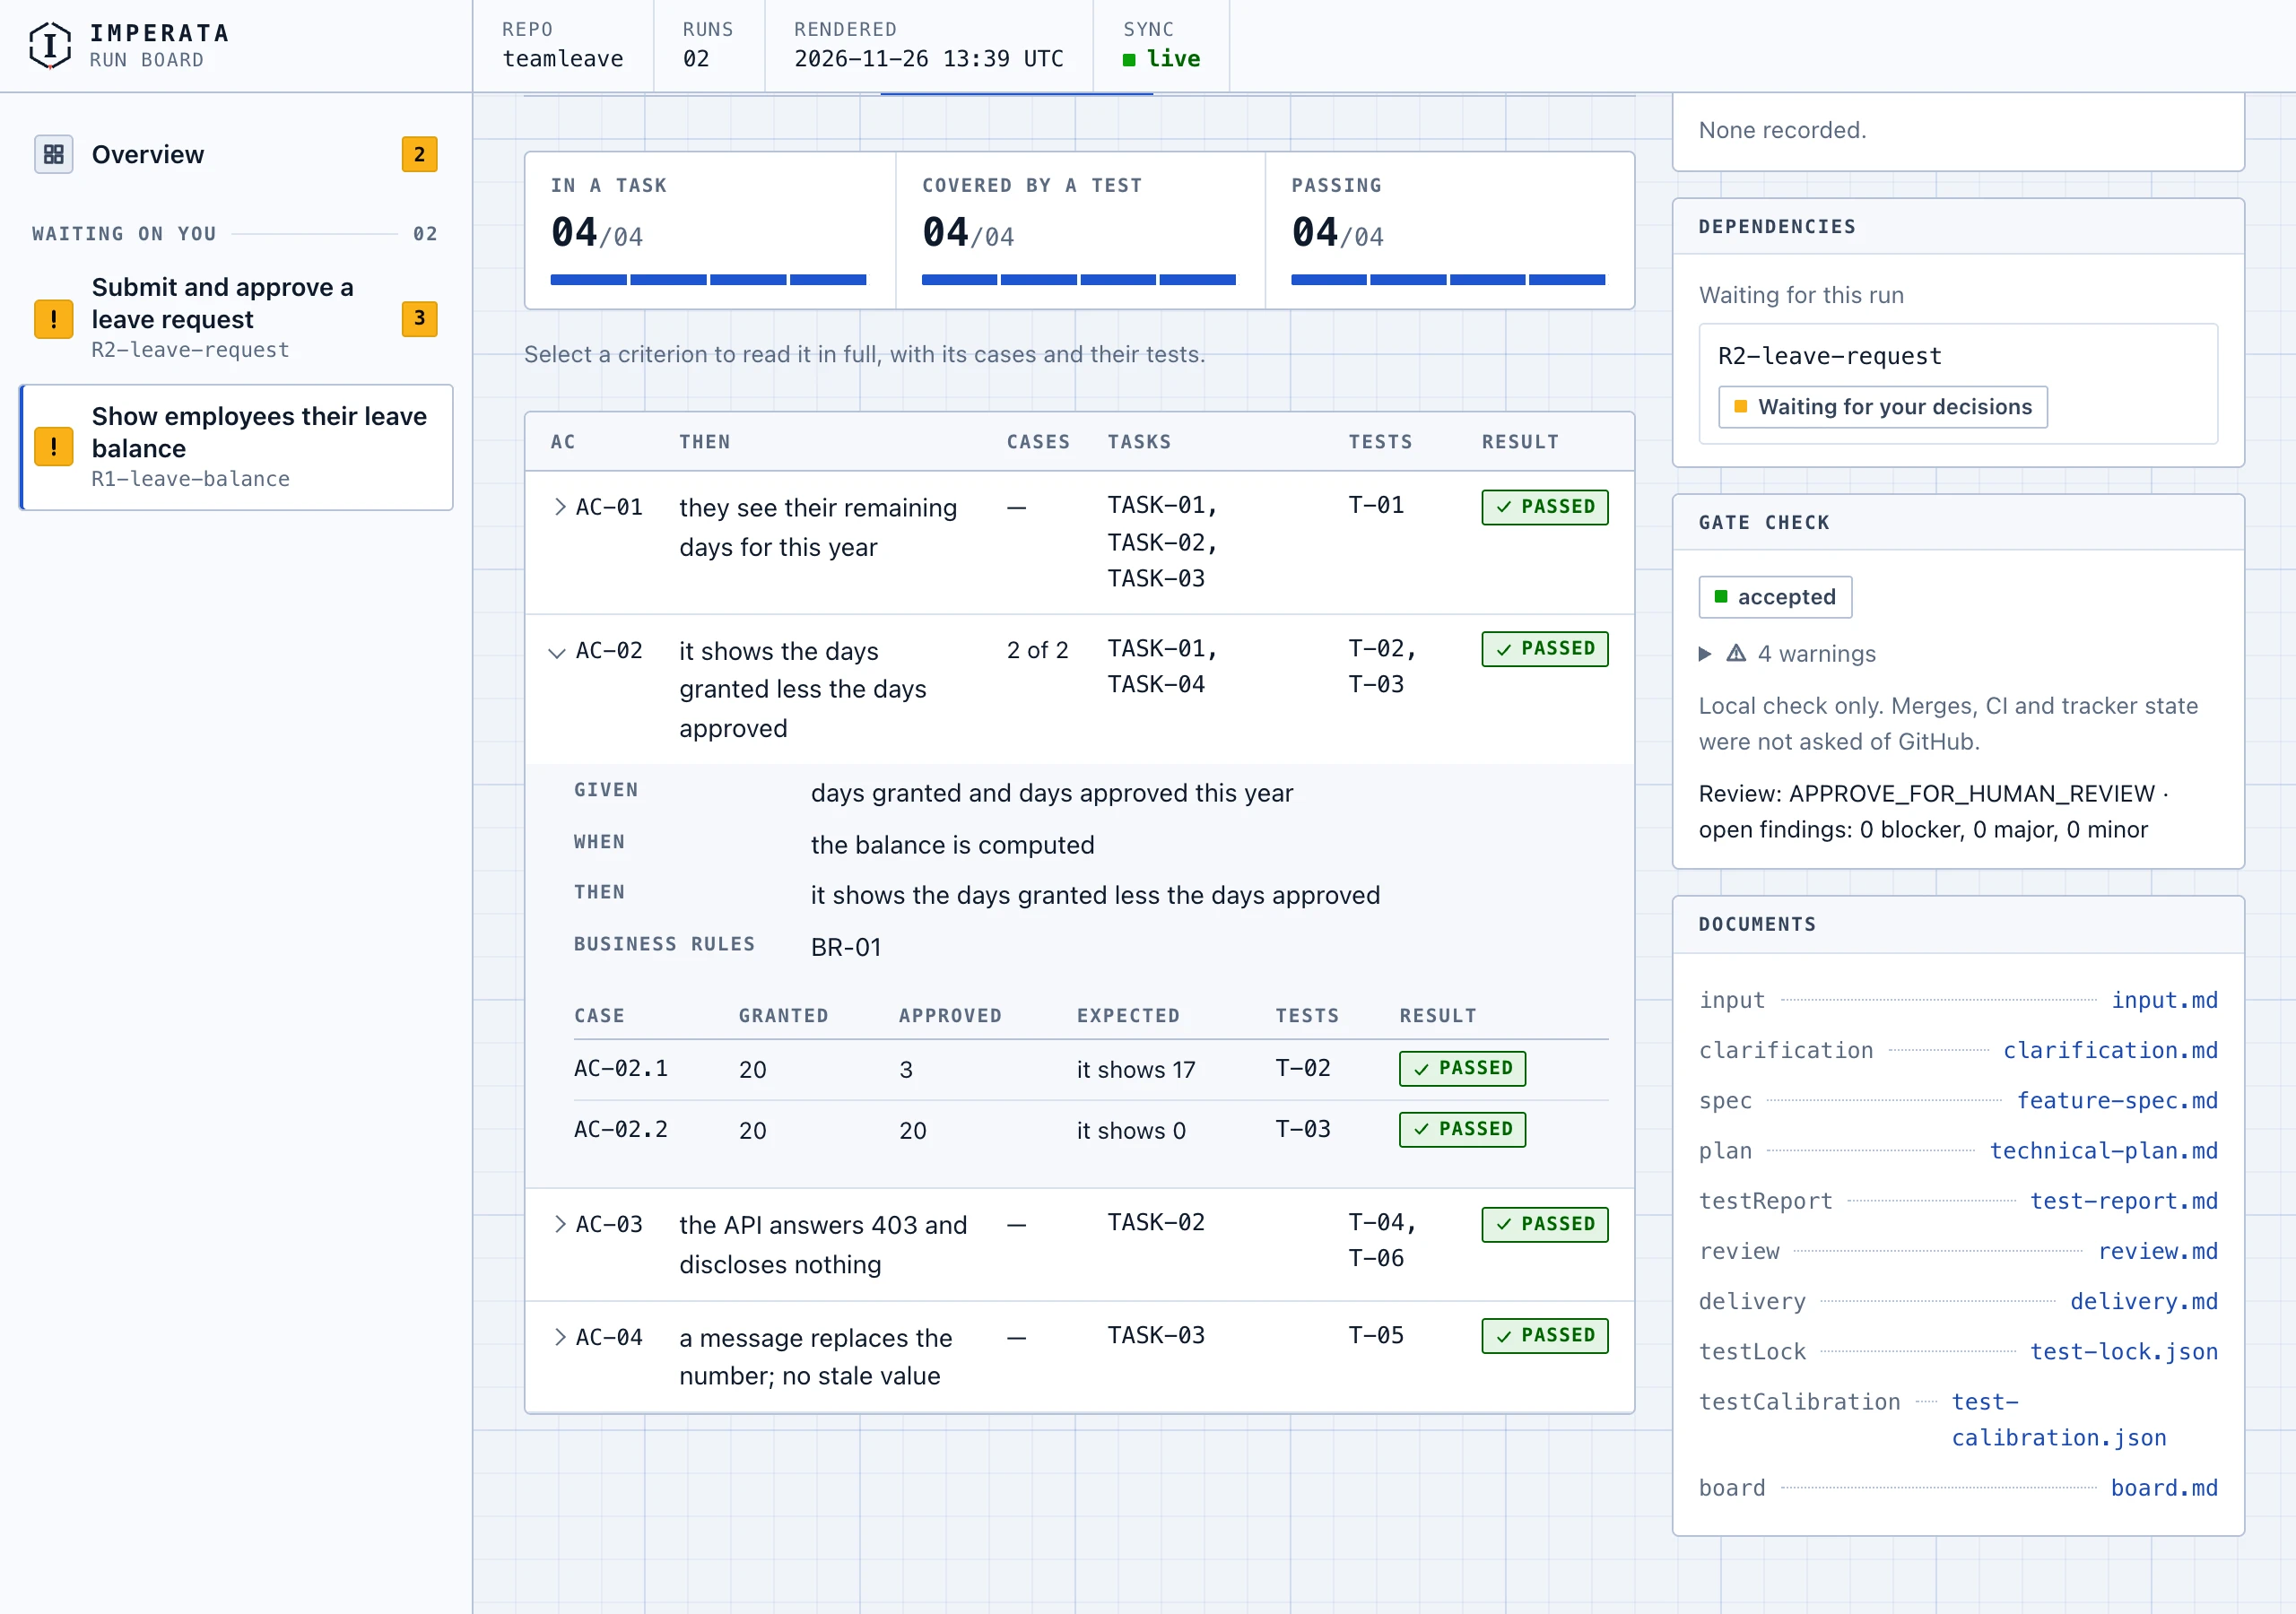 IMPERATA
RUN BOARD
REPO
teamleave
RUNS
02
RENDERED
2026-11-26 13:39 UTC
SYNC
live
Overview
2
WAITING ON YOU
02
Submit and approve a
leave request
R2-leave-request
3
Show employees their leave
balance
R1-leave-balance
IN A TASK
04/04
COVERED BY A TEST
04/04
PASSING
04/04
Select a criterion to read it in full, with its cases and their tests.
AC THEN CASES TASKS TESTS RESULT
AC-01 they see their remaining — TASK-01, T-01 ✓ PASSED
days for this year TASK-02,
TASK-03
AC-02 it shows the days 2 of 2 TASK-01, T-02, ✓ PASSED
granted less the days TASK-04 T-03
approved
GIVEN days granted and days approved this year
WHEN the balance is computed
THEN it shows the days granted less the days approved
BUSINESS RULES BR-01
CASE GRANTED APPROVED EXPECTED TESTS RESULT
AC-02.1 20 3 it shows 17 T-02 ✓ PASSED
AC-02.2 20 20 it shows 0 T-03 ✓ PASSED
AC-03 the API answers 403 and — TASK-02 T-04, ✓ PASSED
discloses nothing T-06
AC-04 a message replaces the — TASK-03 T-05 ✓ PASSED
number; no stale value
None recorded.
DEPENDENCIES
Waiting for this run
R2-leave-request
Waiting for your decisions
GATE CHECK
accepted
4 warnings
Local check only. Merges, CI and tracker state
were not asked of GitHub.
Review: APPROVE_FOR_HUMAN_REVIEW ·
open findings: 0 blocker, 0 major, 0 minor
DOCUMENTS
input input.md
clarification clarification.md
spec feature-spec.md
plan technical-plan.md
testReport test-report.md
review review.md
delivery delivery.md
testLock test-lock.json
testCalibration test-
calibration.json
board board.md